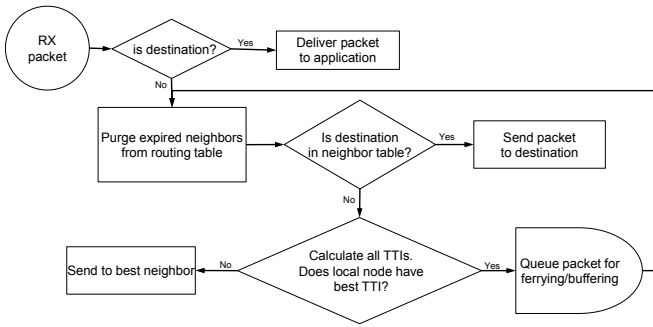 RX
packet
is destination?
Yes
Deliver packet
to application
No
Purge expired neighbors
from routing table
Is destination
in neighbor table?
Yes
Send packet
to destination
No
Send to best neighbor
No
Calculate all TTIs.
Does local node have
best TTI?
Yes
Queue packet for
ferrying/buffering